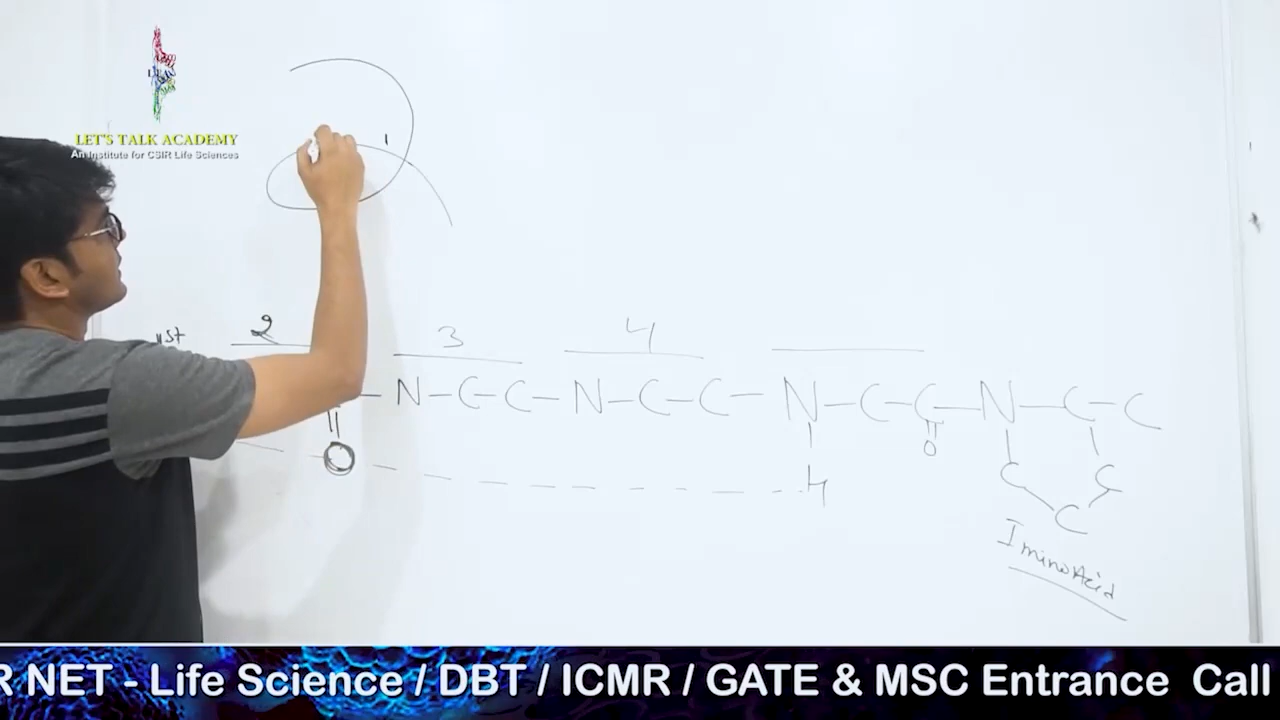 LET'S TALK ACADEMY
An Institute for CSIR Life Sciences
1
2 3 4
N-C-C-N-C-C-N-C-C-N-C-C
O H O C C
C
Imino Acid
R NET - Life Science / DBT / ICMR / GATE & MSC Entrance Call